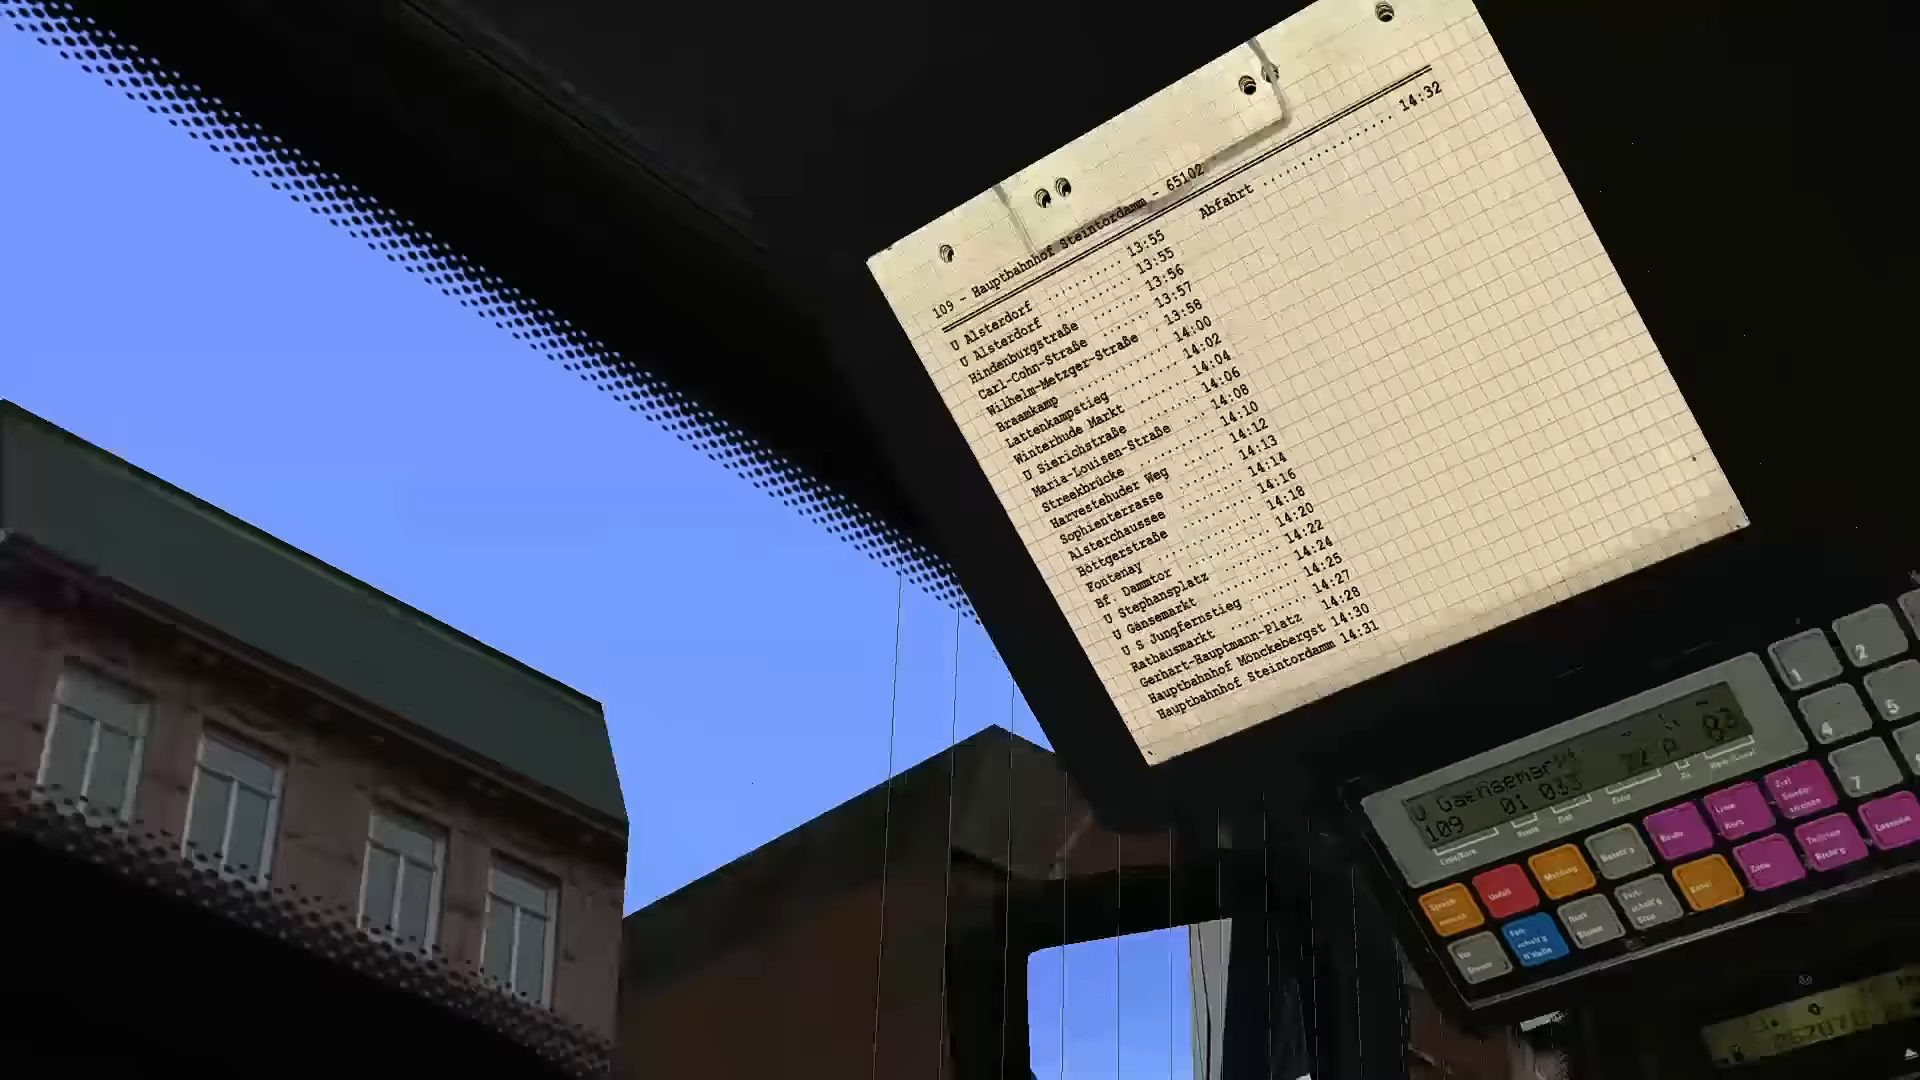 109 - Hauptbahnhof Steintordamm - 65102
U Alsterdorf 13:55
U Alsterdorf 13:55
Hindenburgstraße 13:56
Carl-Cohn-Straße 13:57
Wilhelm-Metzger-Straße 13:58
Braamkamp 14:00
Lattenkampstieg 14:02
Winterhude Markt 14:04
U Sierichstraße 14:06
Maria-Louisen-Straße 14:08
Streekbrücke 14:10
Harvestehuder Weg 14:12
Sophienterrasse 14:13
Alsterchaussee 14:14
Böttgerstraße 14:16
Fontenay 14:18
Bf. Dammtor 14:20
U Stephansplatz 14:22
U Gänsemarkt 14:24
U S Jungfernstieg 14:25
Rathausmarkt 14:27
Gerhart-Hauptmann-Platz 14:28
Hauptbahnhof Mönckebergst 14:30
Hauptbahnhof Steintordamm 14:31
Abfahrt 14:32
U Gaensemarkt
109 01 033
1 2
4 5
7